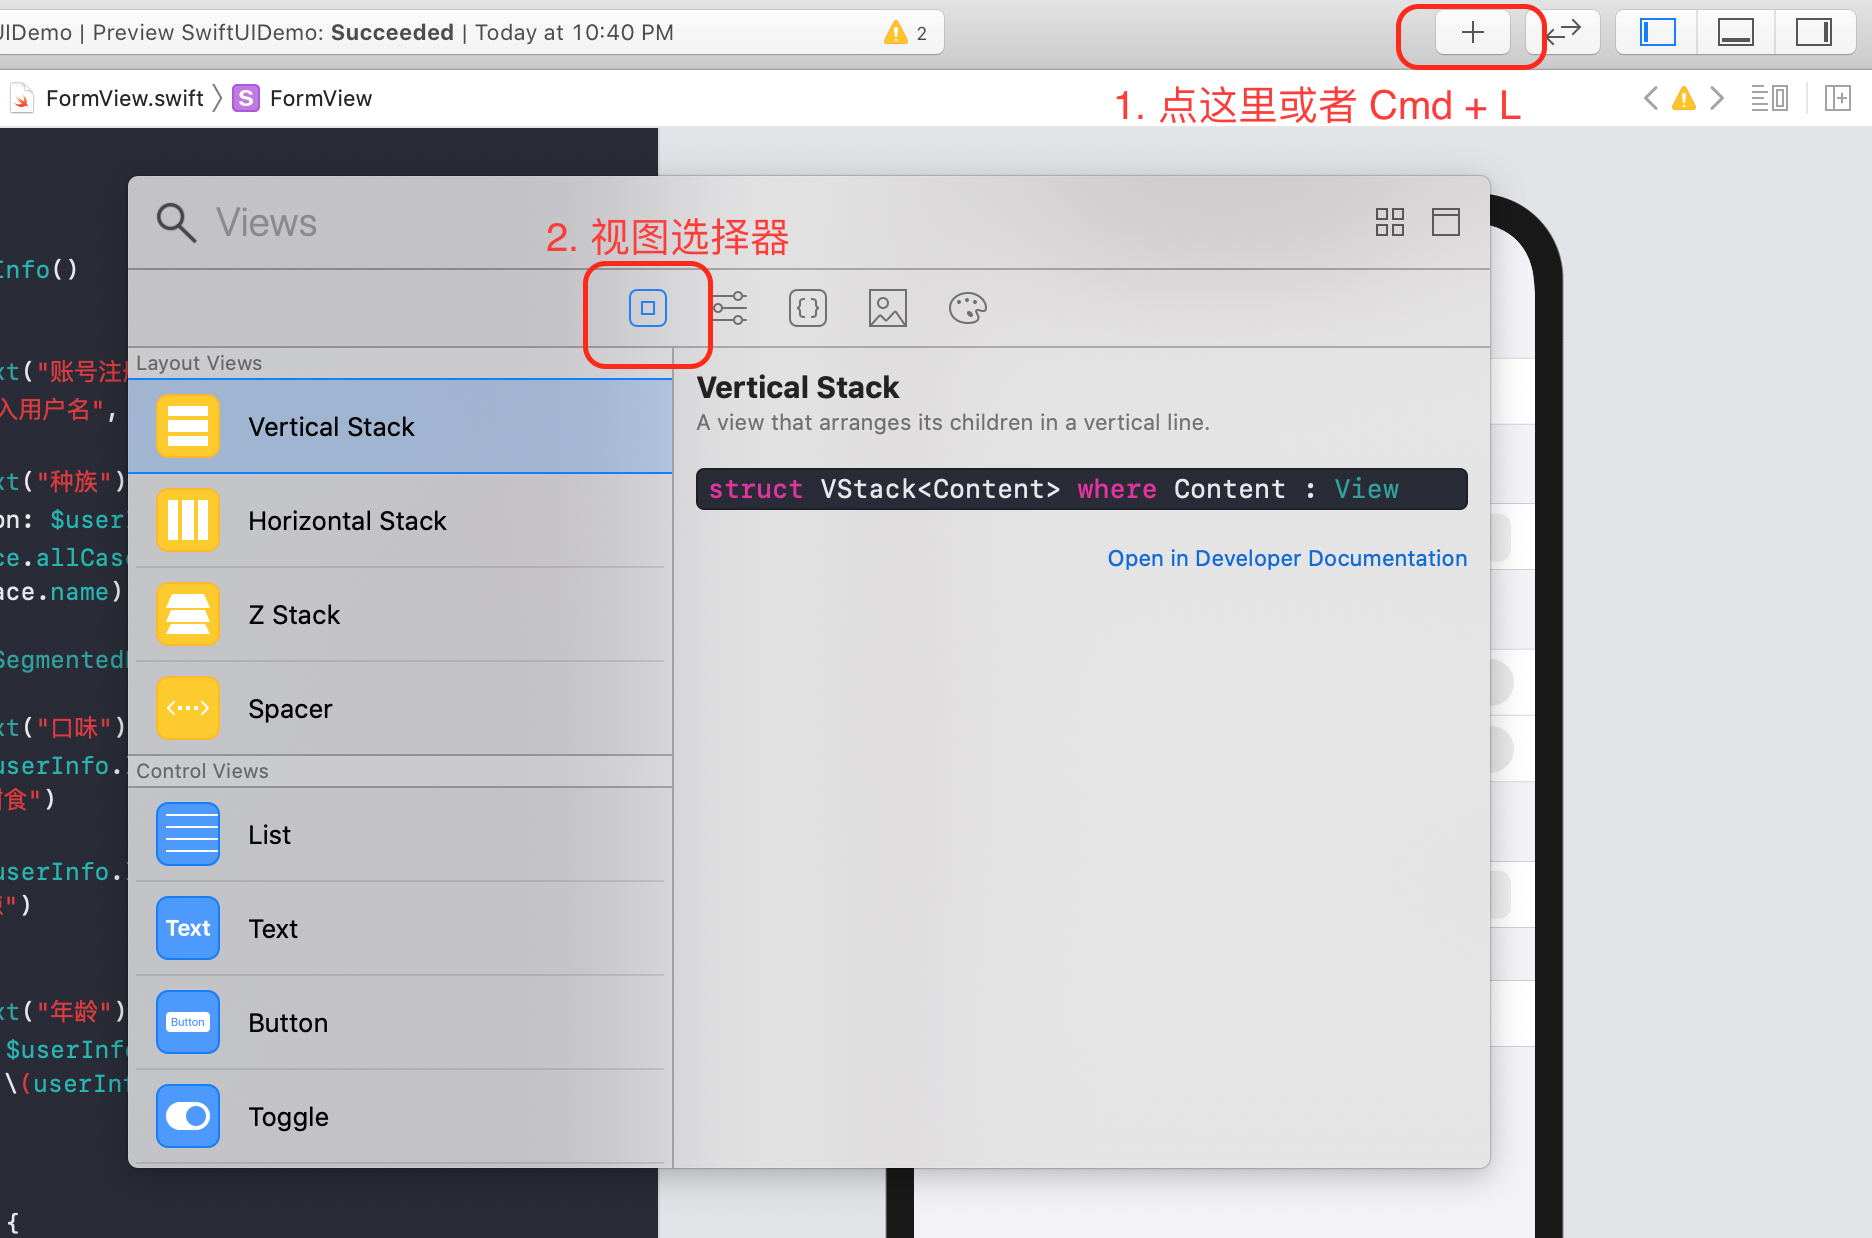 UIDemo | Preview SwiftUIDemo: Succeeded | Today at 10:40 PM 2
FormView.swift S FormView
1. 点这里或者 Cmd + L
Views
2. 视图选择器
Info()
xt("账号注
入用户名",
xt("种族")
on: $user
ce.allCas
ace.name)
Segmented
xt("口味")
userInfo.
食")
userInfo.
")
xt("年龄")
$userInf
\(userInf
{
Layout Views
Vertical Stack
Horizontal Stack
Z Stack
Spacer
Control Views
List
Text Text
Button Button
Toggle
Vertical Stack
A view that arranges its children in a vertical line.
struct VStack<Content> where Content : View
Open in Developer Documentation